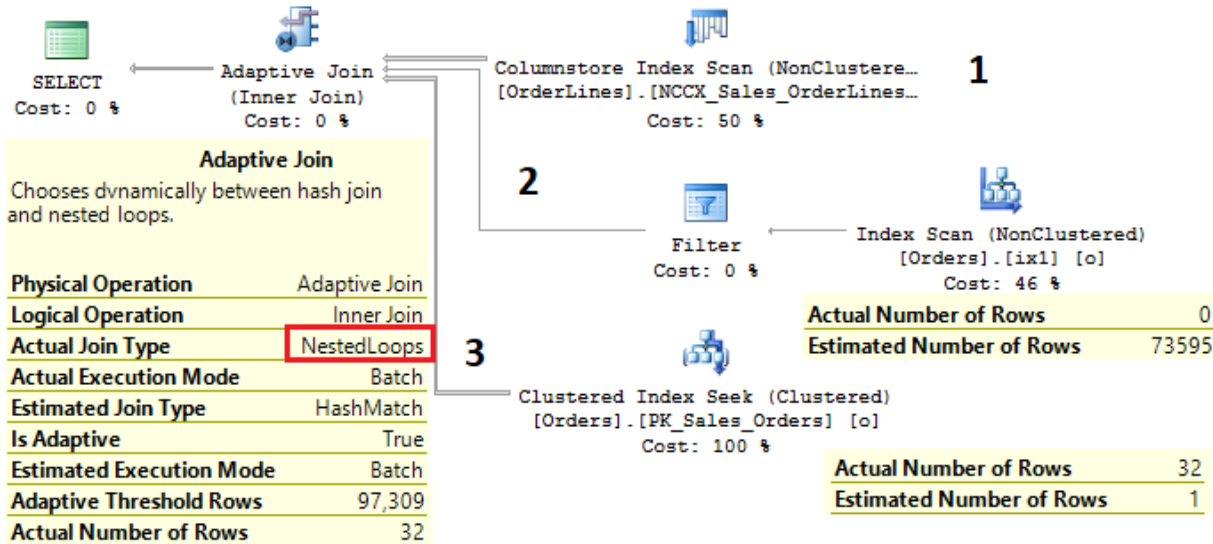 SELECT
Cost: 0 %
Adaptive Join
(Inner Join)
Cost: 0 %
Columnstore Index Scan (NonClustere…
[OrderLines].[NCCX_Sales_OrderLines…
Cost: 50 %
1
2
Filter
Cost: 0 %
Index Scan (NonClustered)
[Orders].[ix1] [o]
Cost: 46 %
Actual Number of Rows 0
Estimated Number of Rows 73595
3
Clustered Index Seek (Clustered)
[Orders].[PK_Sales_Orders] [o]
Cost: 100 %
Actual Number of Rows 32
Estimated Number of Rows 1
Adaptive Join
Chooses dynamically between hash join
and nested loops.
Physical Operation Adaptive Join
Logical Operation Inner Join
Actual Join Type NestedLoops
Actual Execution Mode Batch
Estimated Join Type HashMatch
Is Adaptive True
Estimated Execution Mode Batch
Adaptive Threshold Rows 97,309
Actual Number of Rows 32